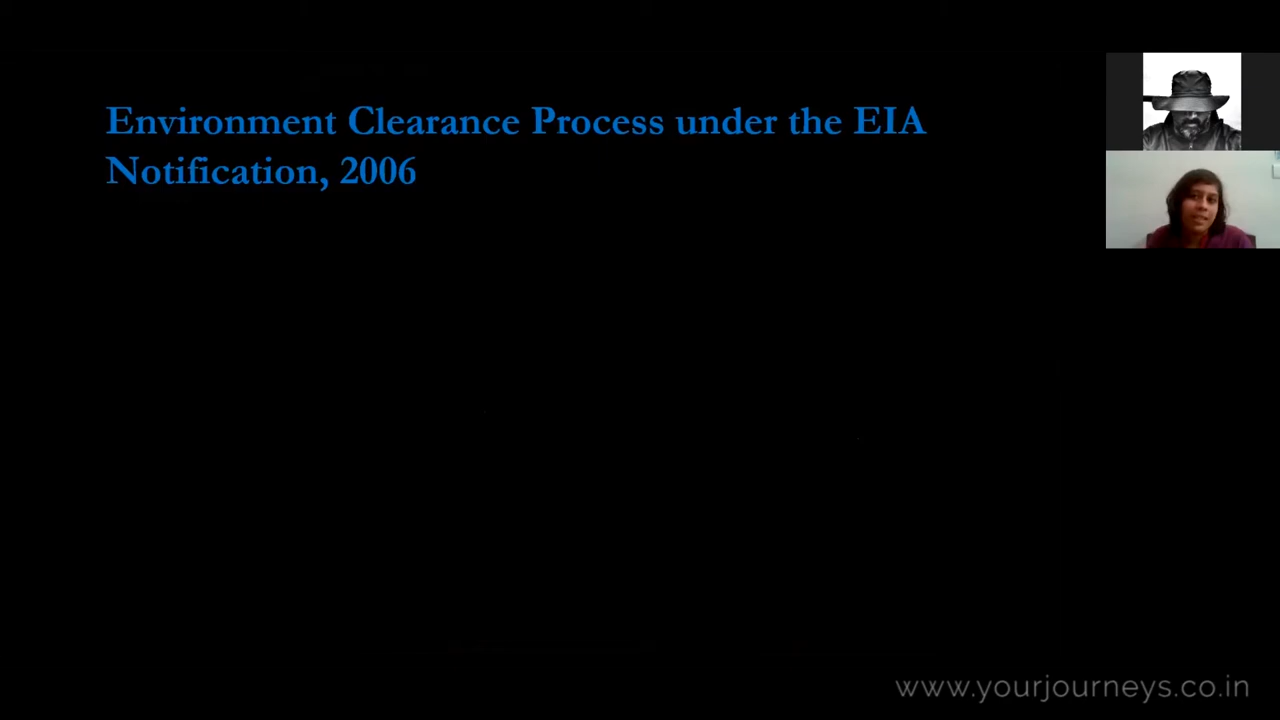 Environment Clearance Process under the EIA
Notification, 2006
www.yourjourneys.co.in